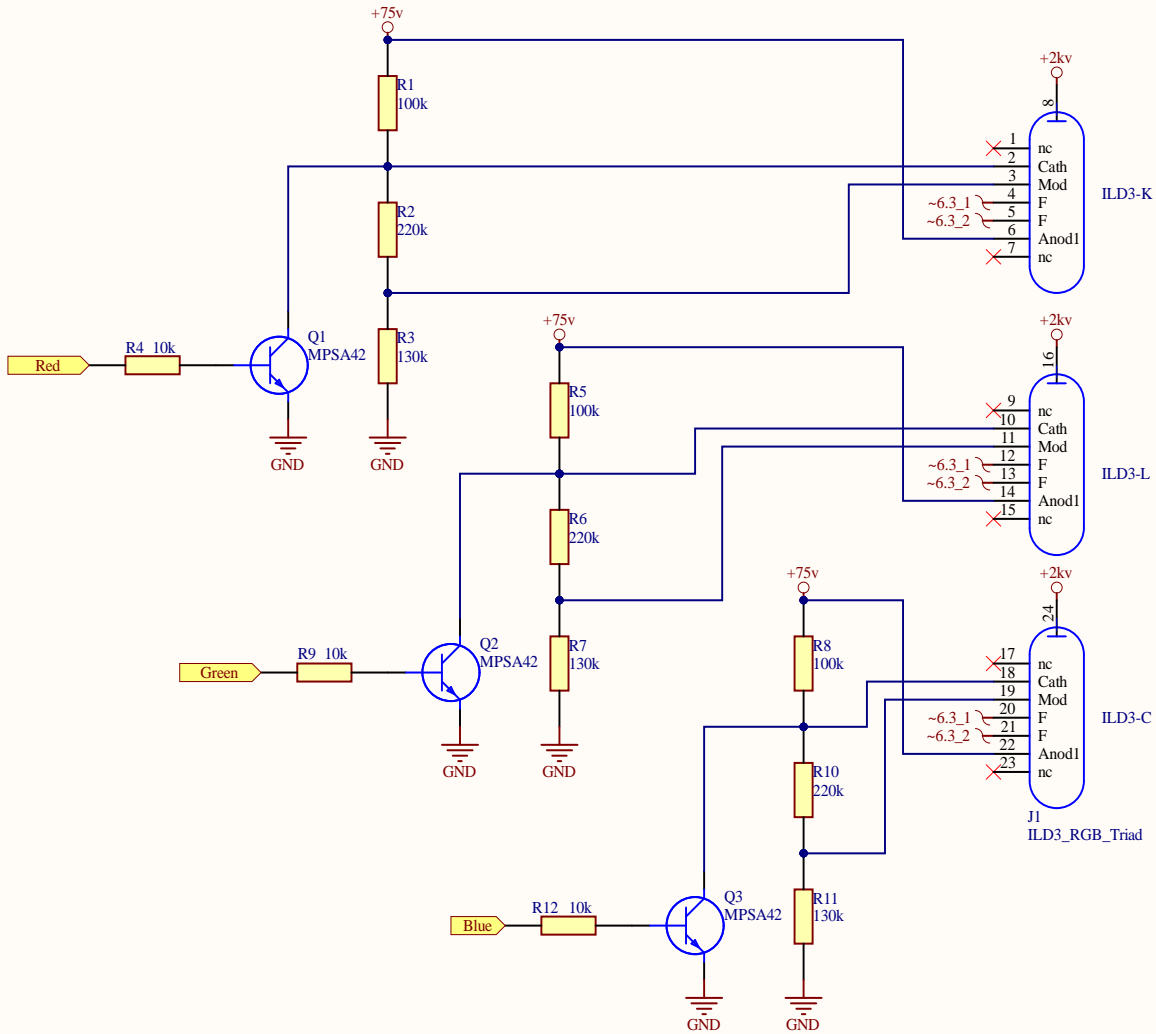 +75v
R1
100k
R2
220k
R3
130k
R4 10k
Red
Q1
MPSA42
GND
GND
+2kv
8
1 nc
2 Cath
3 Mod
~6.3_1 4 F
~6.3_2 5 F
6 Anod1
7 nc
ILD3-K
+75v
R5
100k
R6
220k
R7
130k
R9 10k
Green
Q2
MPSA42
GND
GND
+2kv
16
9 nc
10 Cath
11 Mod
~6.3_1 12 F
~6.3_2 13 F
14 Anod1
15 nc
ILD3-L
+75v
R8
100k
R10
220k
R11
130k
R12 10k
Blue
Q3
MPSA42
GND
GND
+2kv
24
17 nc
18 Cath
19 Mod
~6.3_1 20 F
~6.3_2 21 F
22 Anod1
23 nc
ILD3-C
J1
ILD3_RGB_Triad